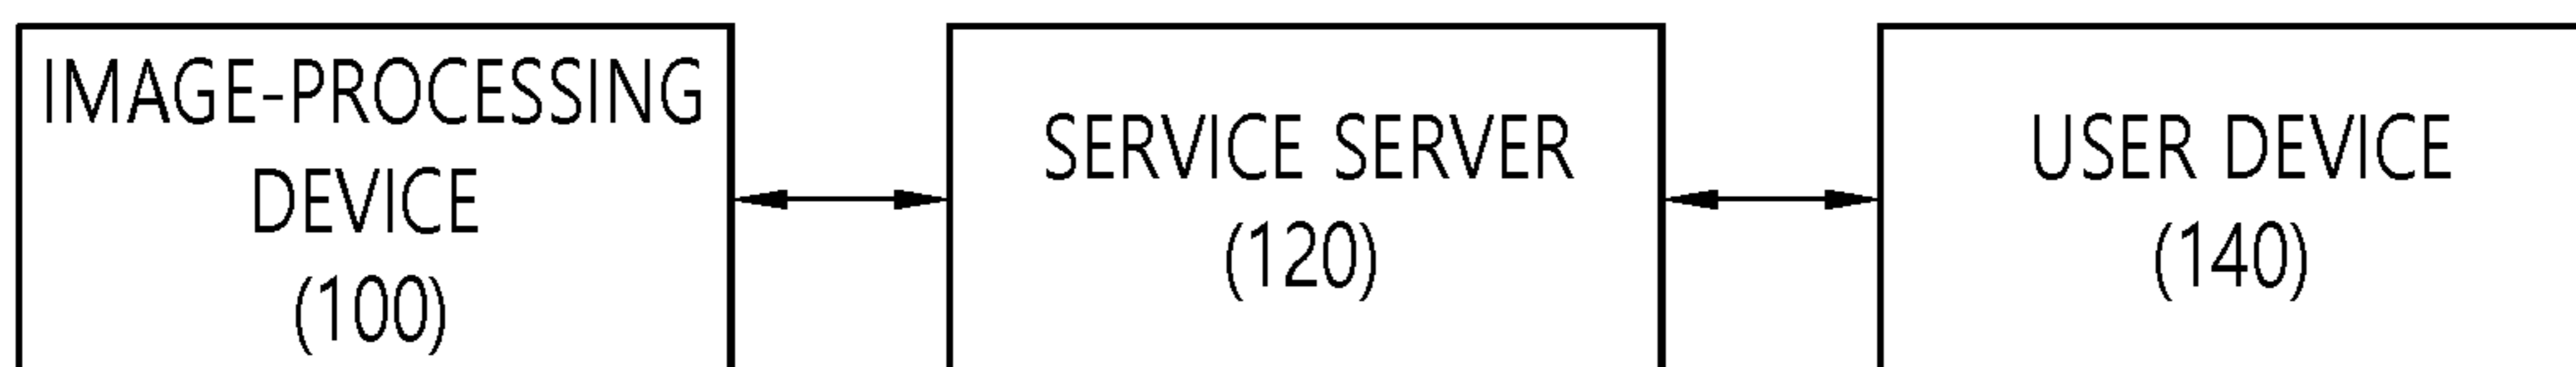 IMAGE-PROCESSING
DEVICE
(100)
SERVICE SERVER
(120)
USER DEVICE
(140)